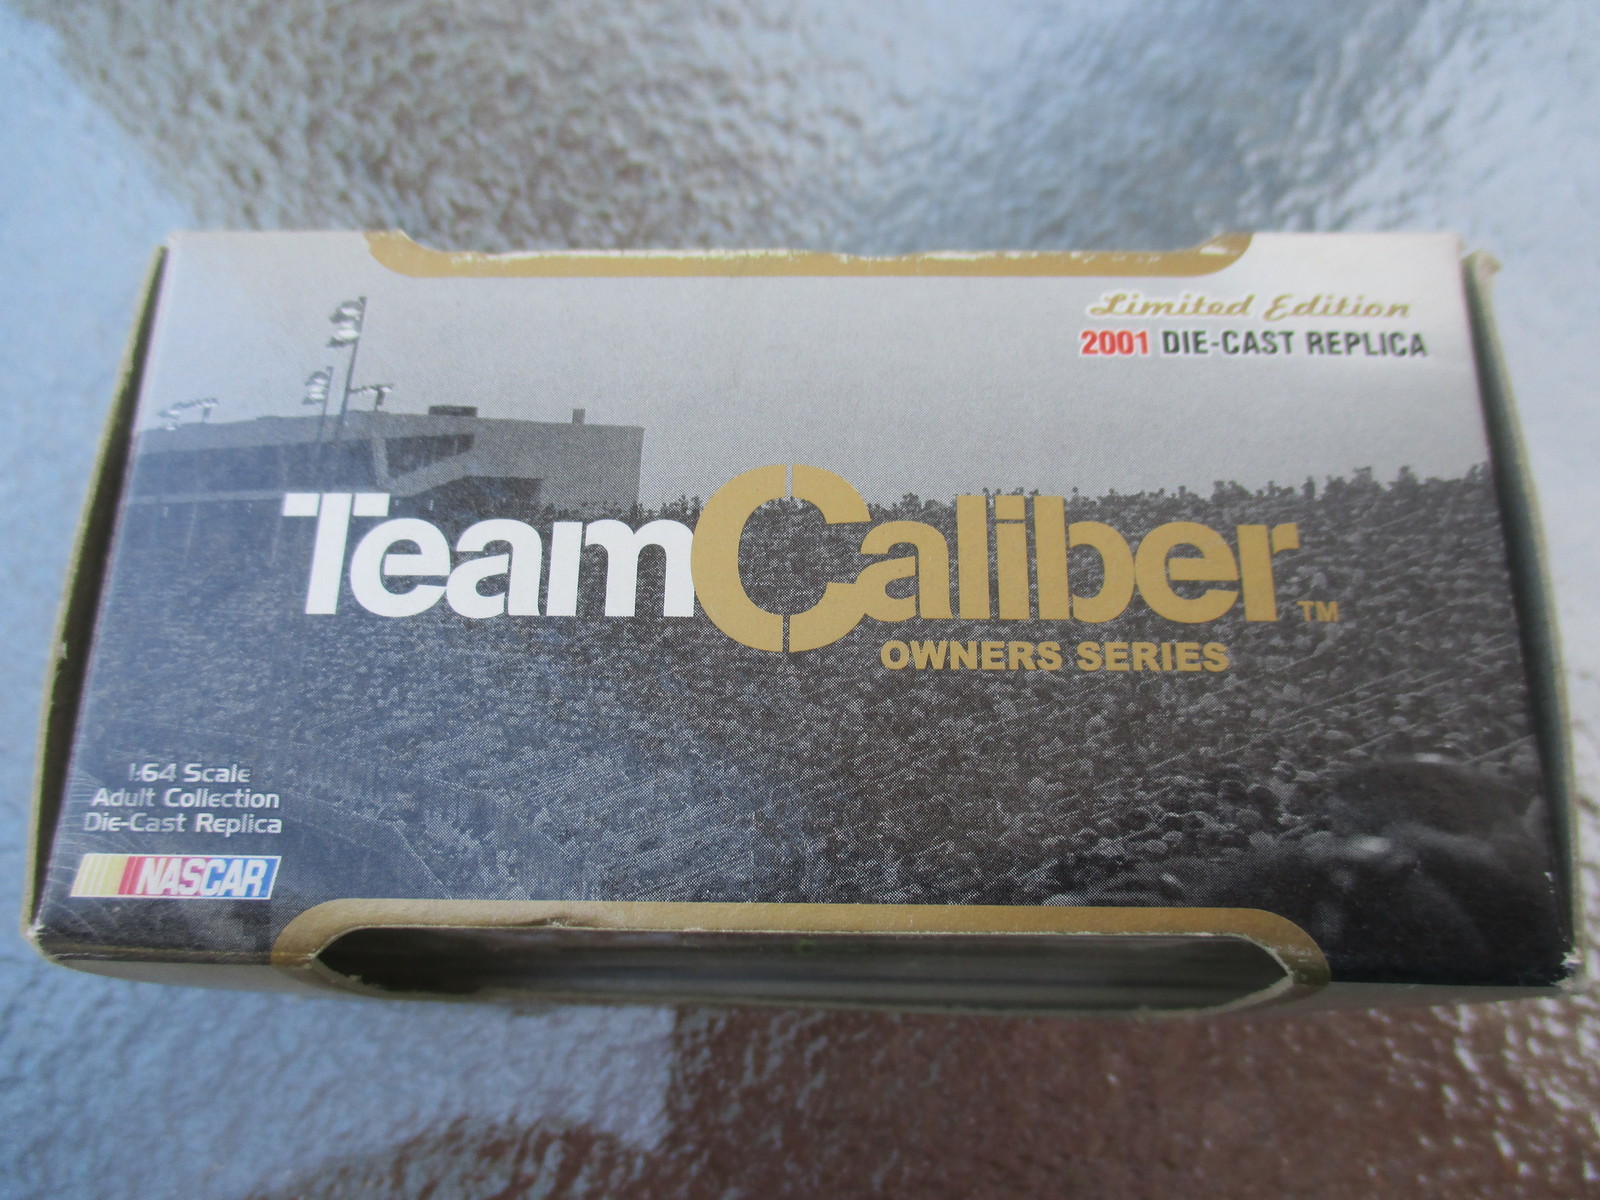 Limited Edition
2001 DIE-CAST REPLICA
TeamCaliber™
OWNERS SERIES
1:64 Scale
Adult Collection
Die-Cast Replica
NASCAR